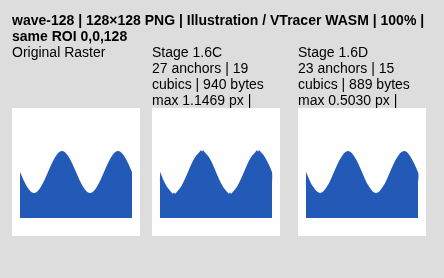 wave-128 | 128×128 PNG | Illustration / VTracer WASM | 100% |
same ROI 0,0,128
Original Raster
Stage 1.6C
27 anchors | 19
cubics | 940 bytes
max 1.1469 px |
Stage 1.6D
23 anchors | 15
cubics | 889 bytes
max 0.5030 px |